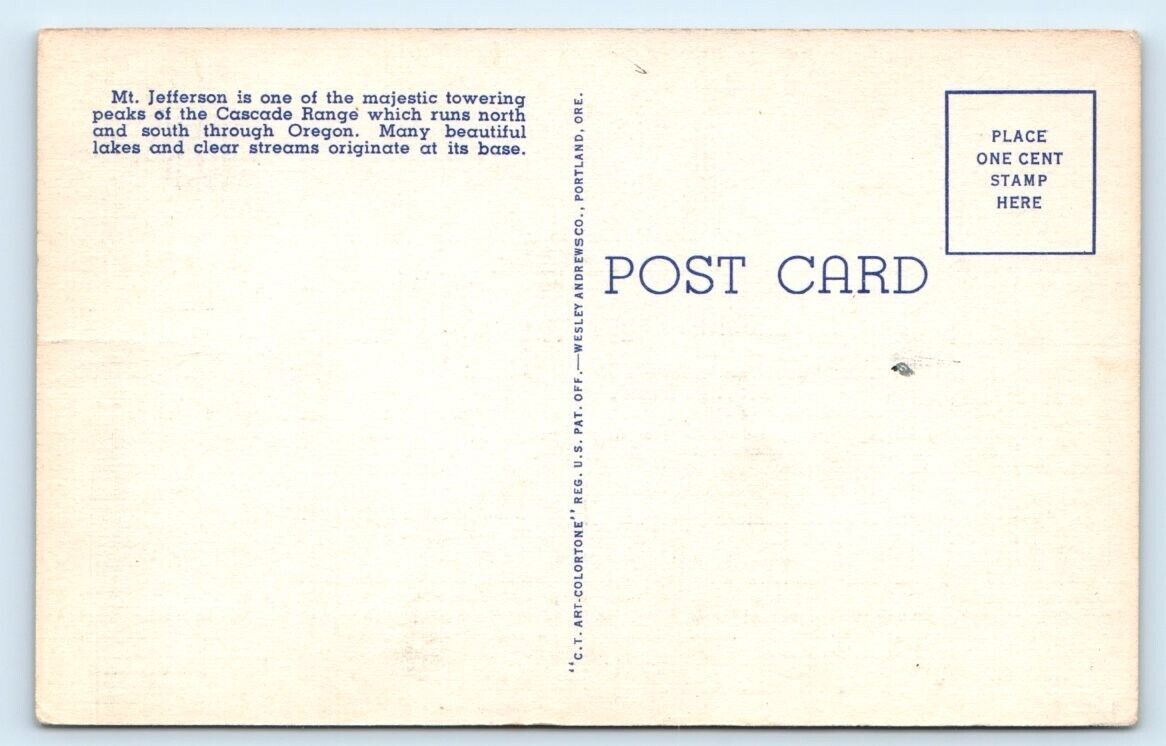 Mt. Jefferson is one of the majestic towering
peaks of the Cascade Range which runs north
and south through Oregon. Many beautiful
lakes and clear streams originate at its base.
"C.T. ART-COLORTONE" REG. U.S. PAT. OFF.—WESLEY ANDREWS CO., PORTLAND, ORE.
POST CARD
PLACE
ONE CENT
STAMP
HERE